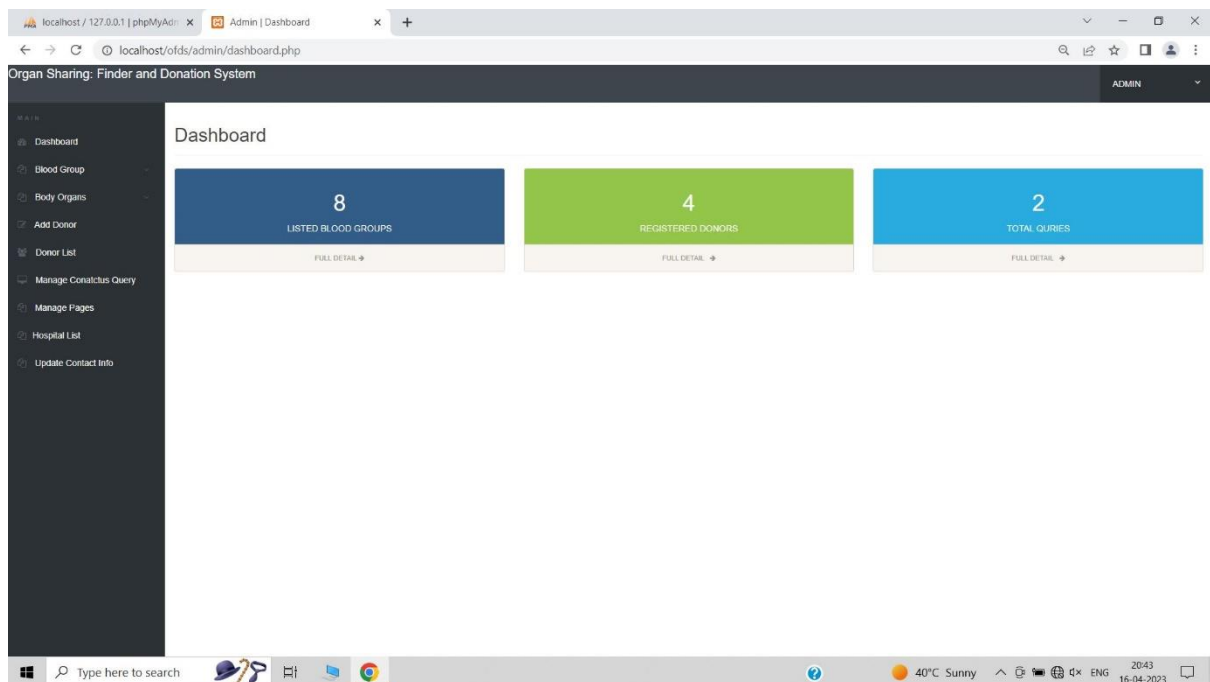 localhost / 127.0.0.1 | phpMyAdm
Admin | Dashboard
localhost/ofds/admin/dashboard.php
Organ Sharing: Finder and Donation System
ADMIN
MAIN
Dashboard
Blood Group
Body Organs
Add Donor
Donor List
Manage Conatctus Query
Manage Pages
Hospital List
Update Contact Info
Dashboard
8
LISTED BLOOD GROUPS
FULL DETAIL
4
REGISTERED DONORS
FULL DETAIL
2
TOTAL QURIES
FULL DETAIL
Type here to search
40°C Sunny
ENG
20:43
16-04-2023